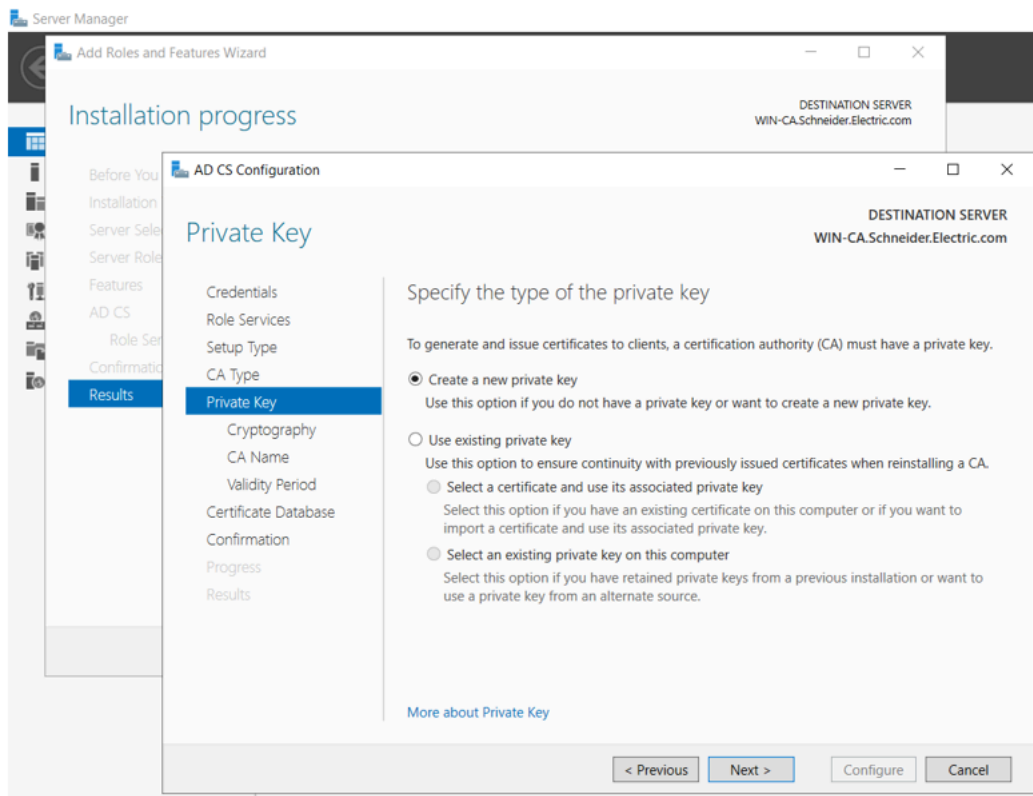 Server Manager
Add Roles and Features Wizard
Installation progress
DESTINATION SERVER
WIN-CA.Schneider.Electric.com
Before You
Installation
Server Sele
Server Role
Features
AD CS
Role Ser
Confirmatio
Results
AD CS Configuration
Private Key
DESTINATION SERVER
WIN-CA.Schneider.Electric.com
Credentials
Role Services
Setup Type
CA Type
Private Key
Cryptography
CA Name
Validity Period
Certificate Database
Confirmation
Progress
Results
Specify the type of the private key
To generate and issue certificates to clients, a certification authority (CA) must have a private key.
Create a new private key
Use this option if you do not have a private key or want to create a new private key.
Use existing private key
Use this option to ensure continuity with previously issued certificates when reinstalling a CA.
Select a certificate and use its associated private key
Select this option if you have an existing certificate on this computer or if you want to
import a certificate and use its associated private key.
Select an existing private key on this computer
Select this option if you have retained private keys from a previous installation or want to
use a private key from an alternate source.
More about Private Key
< Previous
Next >
Configure
Cancel